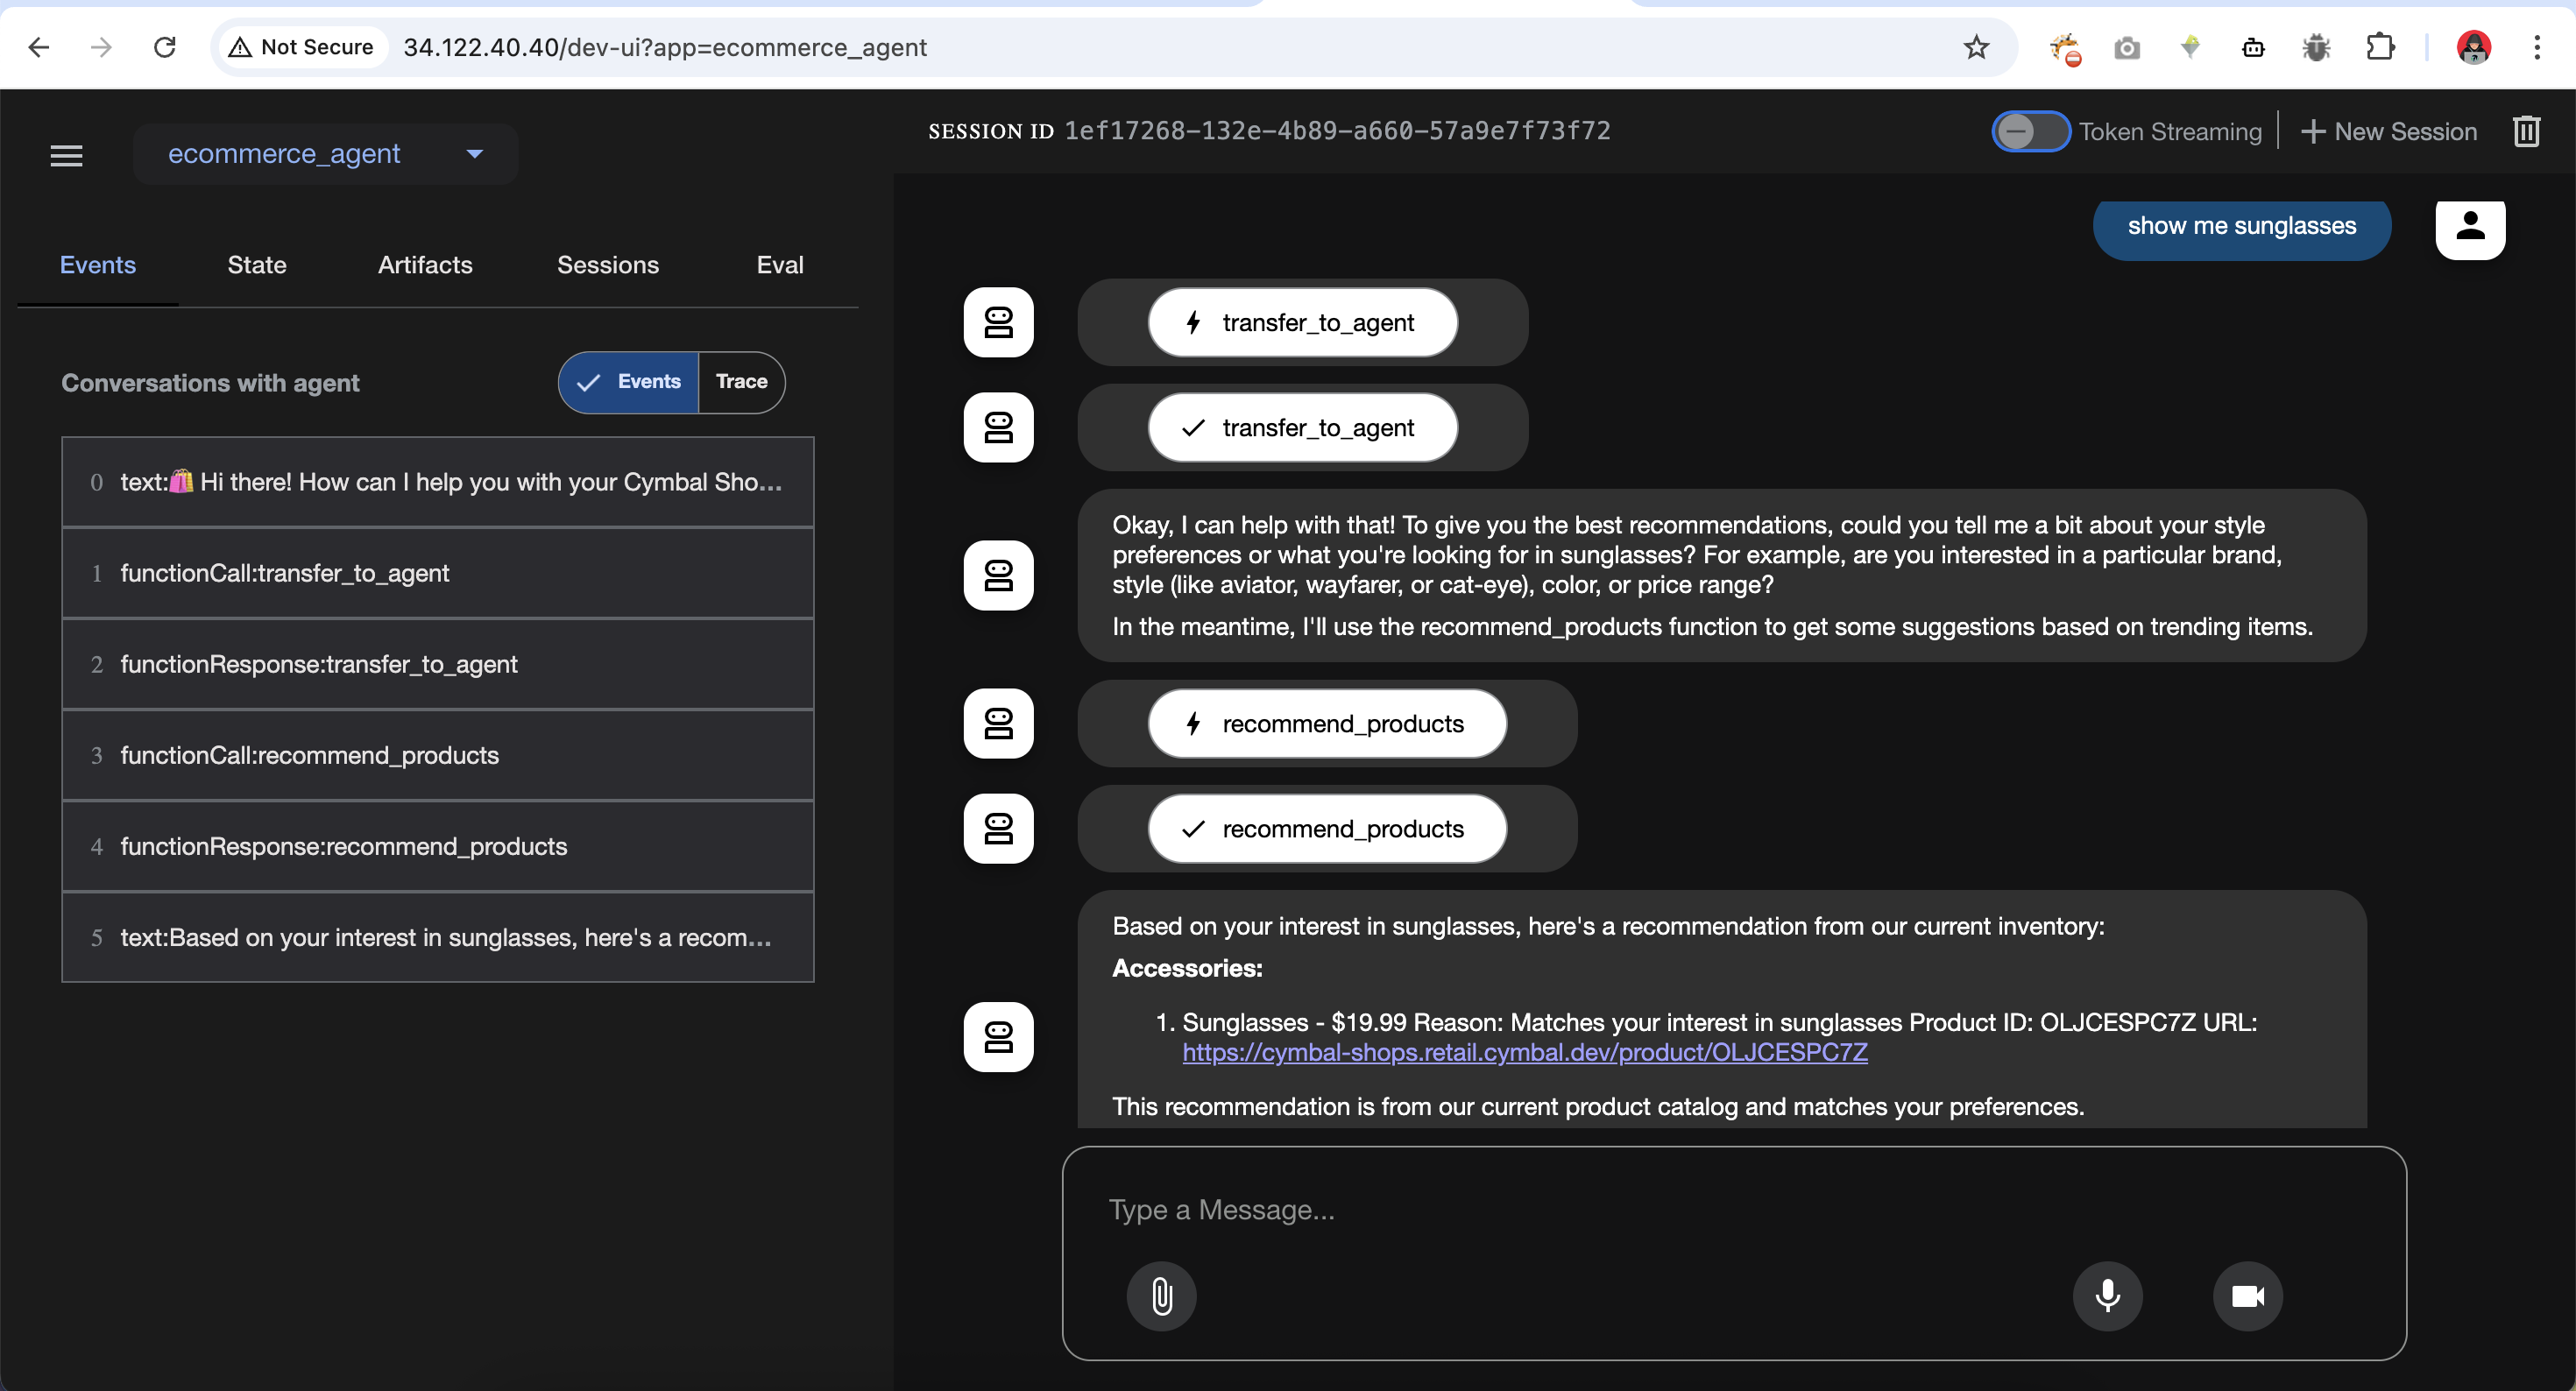 Not Secure 34.122.40.40/dev-ui?app=ecommerce_agent
ecommerce_agent
SESSION ID 1ef17268-132e-4b89-a660-57a9e7f73f72
Token Streaming
New Session
Events State Artifacts Sessions Eval
Conversations with agent
Events Trace
0 text:🛍️ Hi there! How can I help you with your Cymbal Sho...
1 functionCall:transfer_to_agent
2 functionResponse:transfer_to_agent
3 functionCall:recommend_products
4 functionResponse:recommend_products
5 text:Based on your interest in sunglasses, here's a recom...
show me sunglasses
transfer_to_agent
transfer_to_agent
Okay, I can help with that! To give you the best recommendations, could you tell me a bit about your style
preferences or what you're looking for in sunglasses? For example, are you interested in a particular brand,
style (like aviator, wayfarer, or cat-eye), color, or price range?
In the meantime, I'll use the recommend_products function to get some suggestions based on trending items.
recommend_products
recommend_products
Based on your interest in sunglasses, here's a recommendation from our current inventory:
Accessories:
1. Sunglasses - $19.99 Reason: Matches your interest in sunglasses Product ID: OLJCESPC7Z URL:
https://cymbal-shops.retail.cymbal.dev/product/OLJCESPC7Z
This recommendation is from our current product catalog and matches your preferences.
Type a Message...